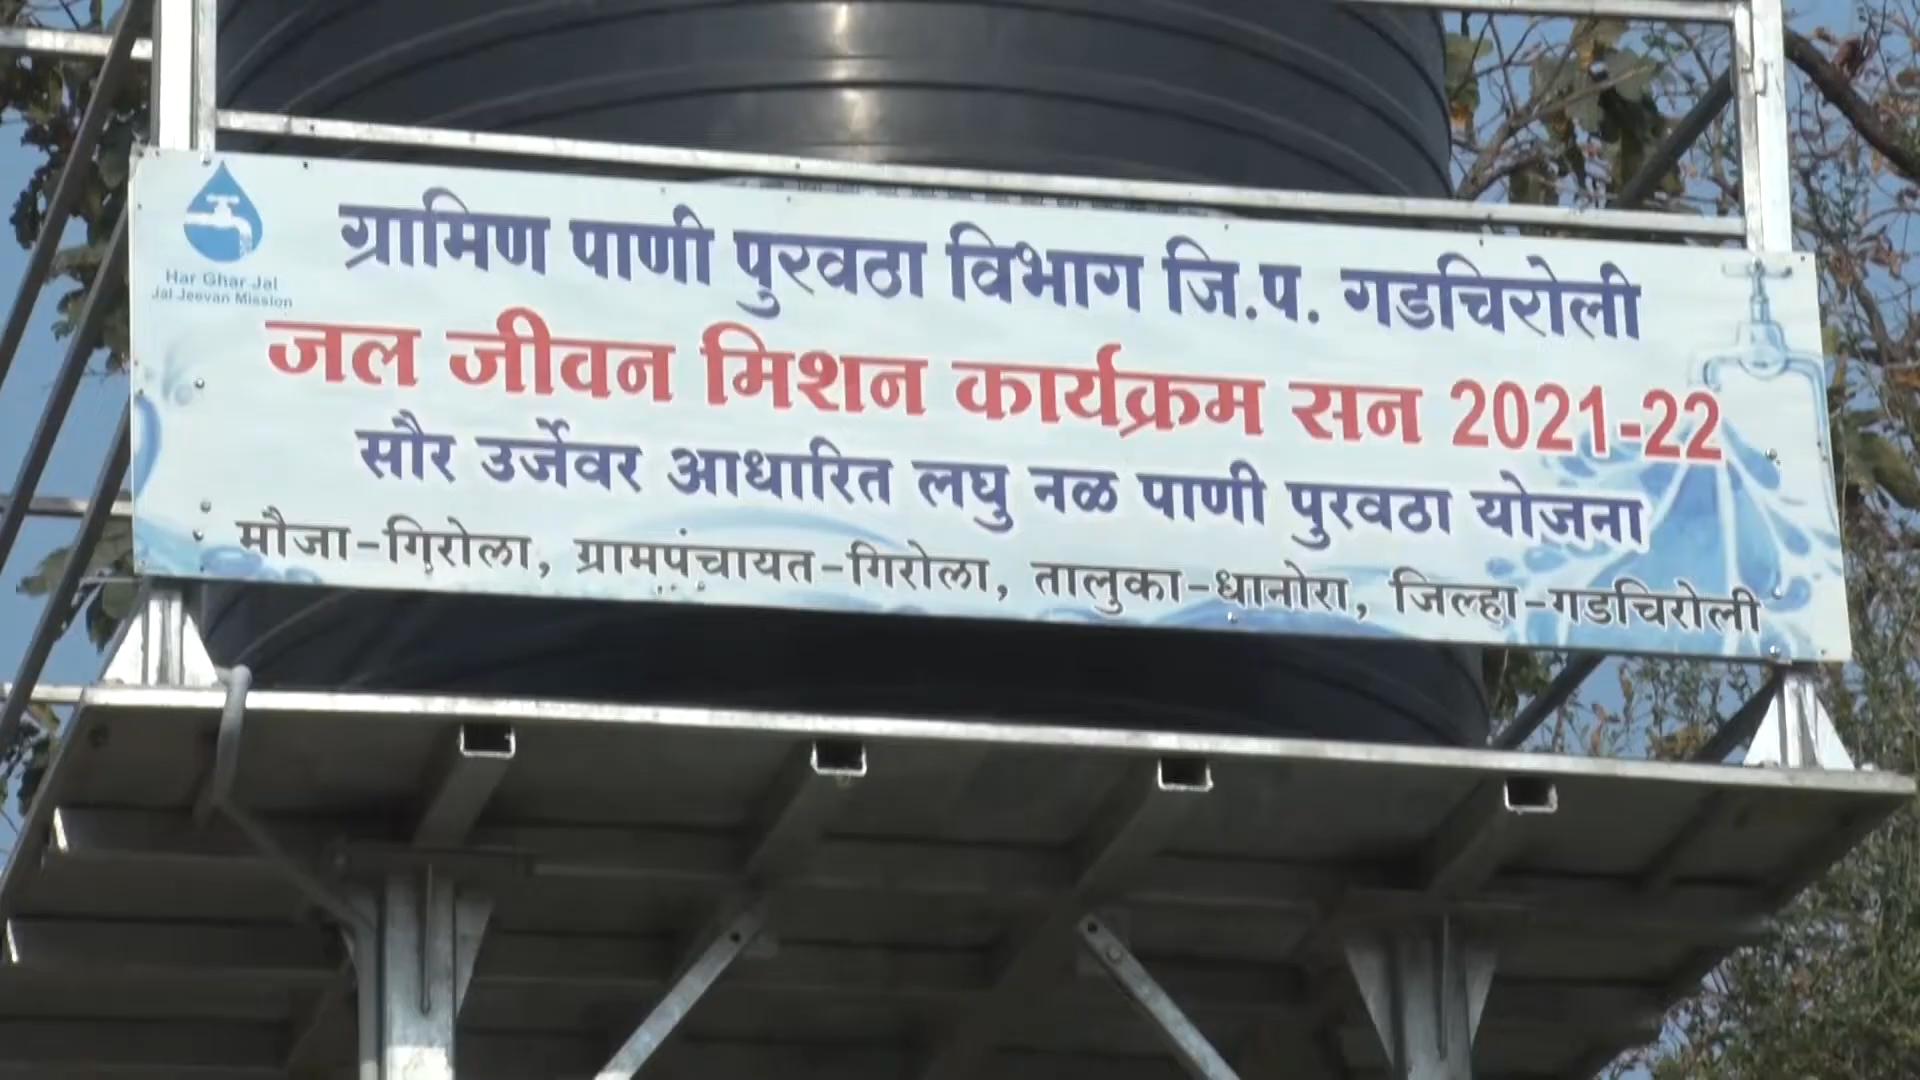 Har Ghar Jal
Jal Jeevan Mission
ग्रामिण पाणी पुरवठा विभाग जि.प. गडचिरोली
जल जीवन मिशन कार्यक्रम सन 2021-22
सौर उर्जेवर आधारित लघु नळ पाणी पुरवठा योजना
मौजा-गिरोला, ग्रामपंचायत-गिरोला, तालुका-धानोरा, जिल्हा-गडचिरोली